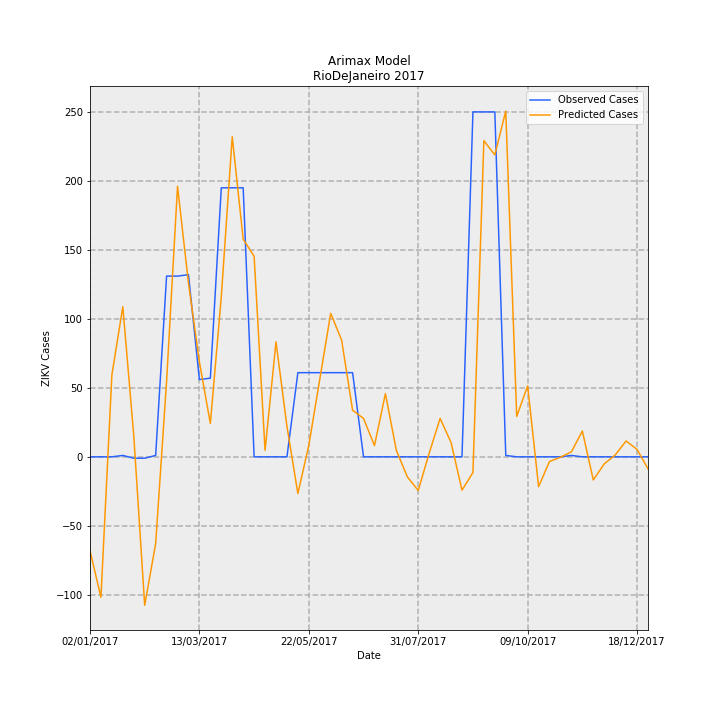 Arimax Model
RioDeJaneiro 2017
Observed Cases
Predicted Cases
250
200
150
100
50
0
−50
−100
ZIKV Cases
02/01/2017 13/03/2017 22/05/2017 31/07/2017 09/10/2017 18/12/2017
Date